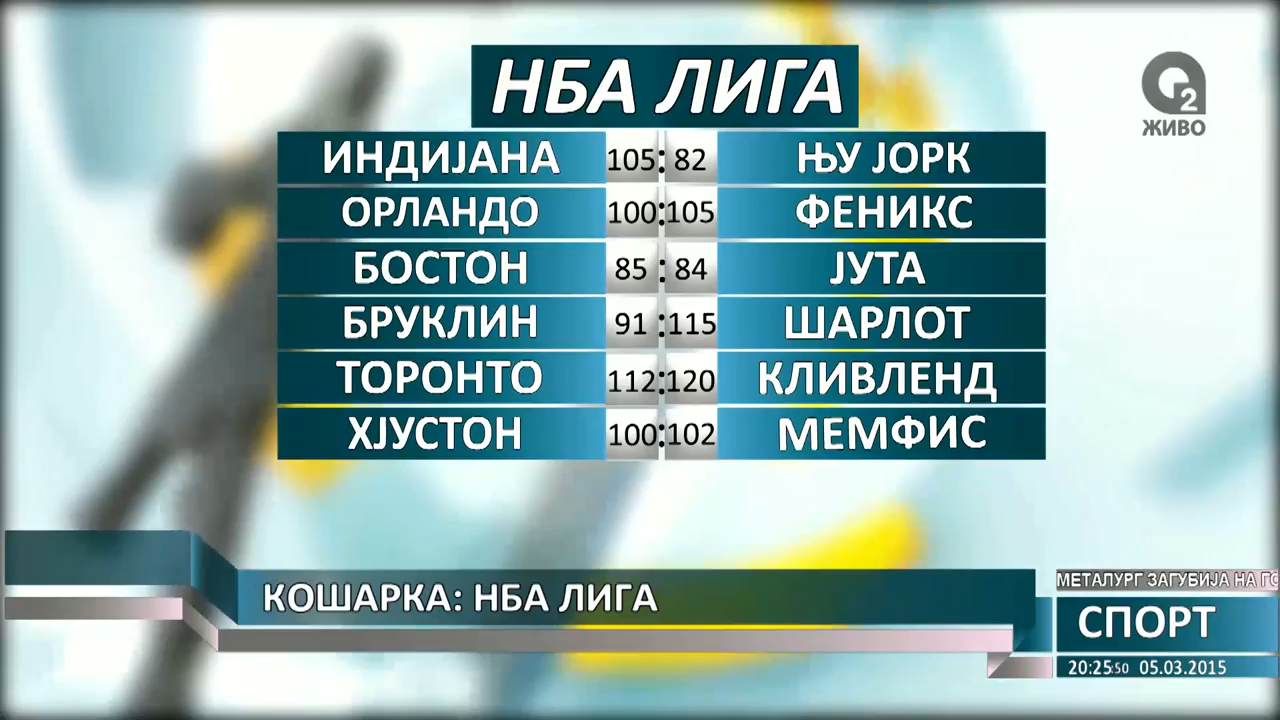 НБА ЛИГА
2
ЖИВО
ИНДИЈАНА 105:82 ЊУ ЈОРК
ОРЛАНДО 100:105 ФЕНИКС
БОСТОН 85:84 ЈУТА
БРУКЛИН 91:115 ШАРЛОТ
ТОРОНТО 112:120 КЛИВЛЕНД
ХЈУСТОН 100:102 МЕМФИС
КОШАРКА: НБА ЛИГА
МЕТАЛУРГ ЗАГУБИЈА НА
СПОРТ
20:25:50 05.03.2015